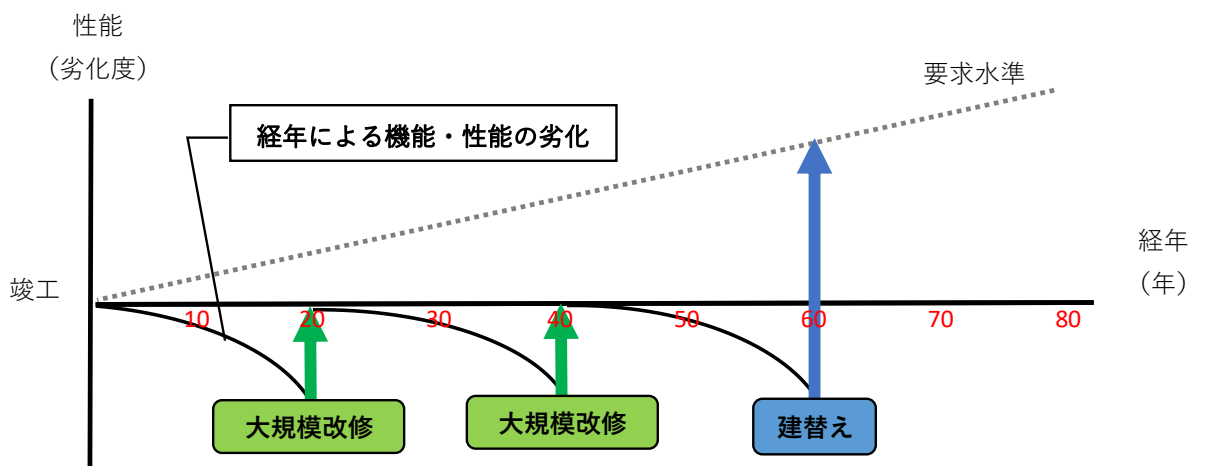 性能
（劣化度）
要求水準
経年による機能・性能の劣化
経年
（年）
竣工
10
20
30
40
50
60
70
80
大規模改修
大規模改修
建替え